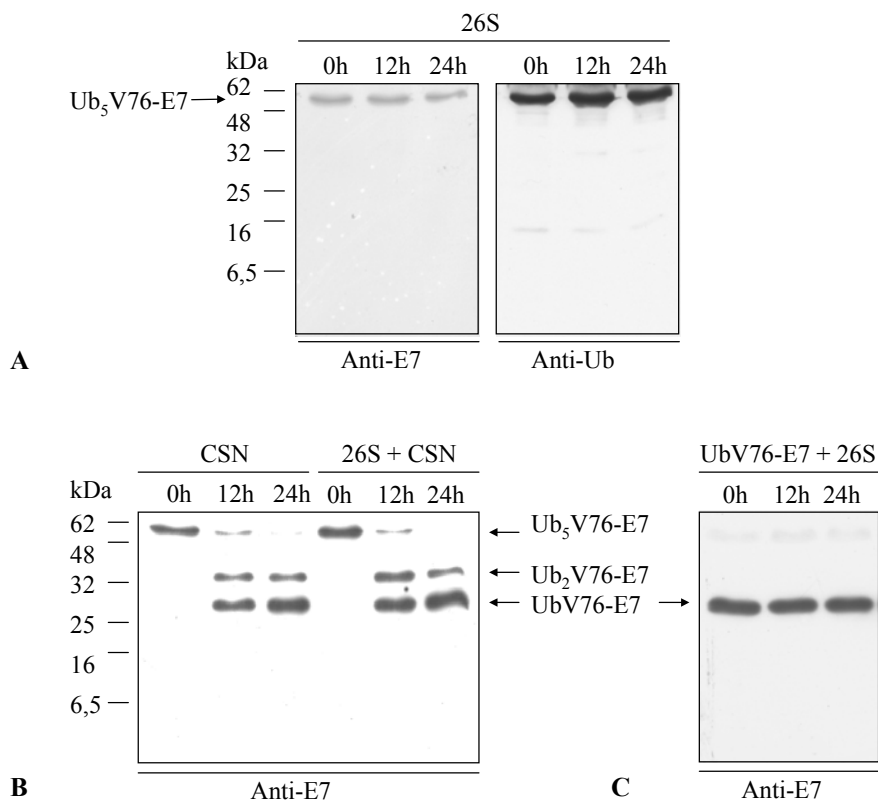 26S
kDa 0h 12h 24h 0h 12h 24h
Ub5V76-E7
62
48
32
25
16
6,5
A
Anti-E7 Anti-Ub
CSN 26S + CSN
kDa 0h 12h 24h 0h 12h 24h
62
48
32
25
16
6,5
Ub5V76-E7
Ub2V76-E7
UbV76-E7
B
Anti-E7
UbV76-E7 + 26S
0h 12h 24h
C
Anti-E7